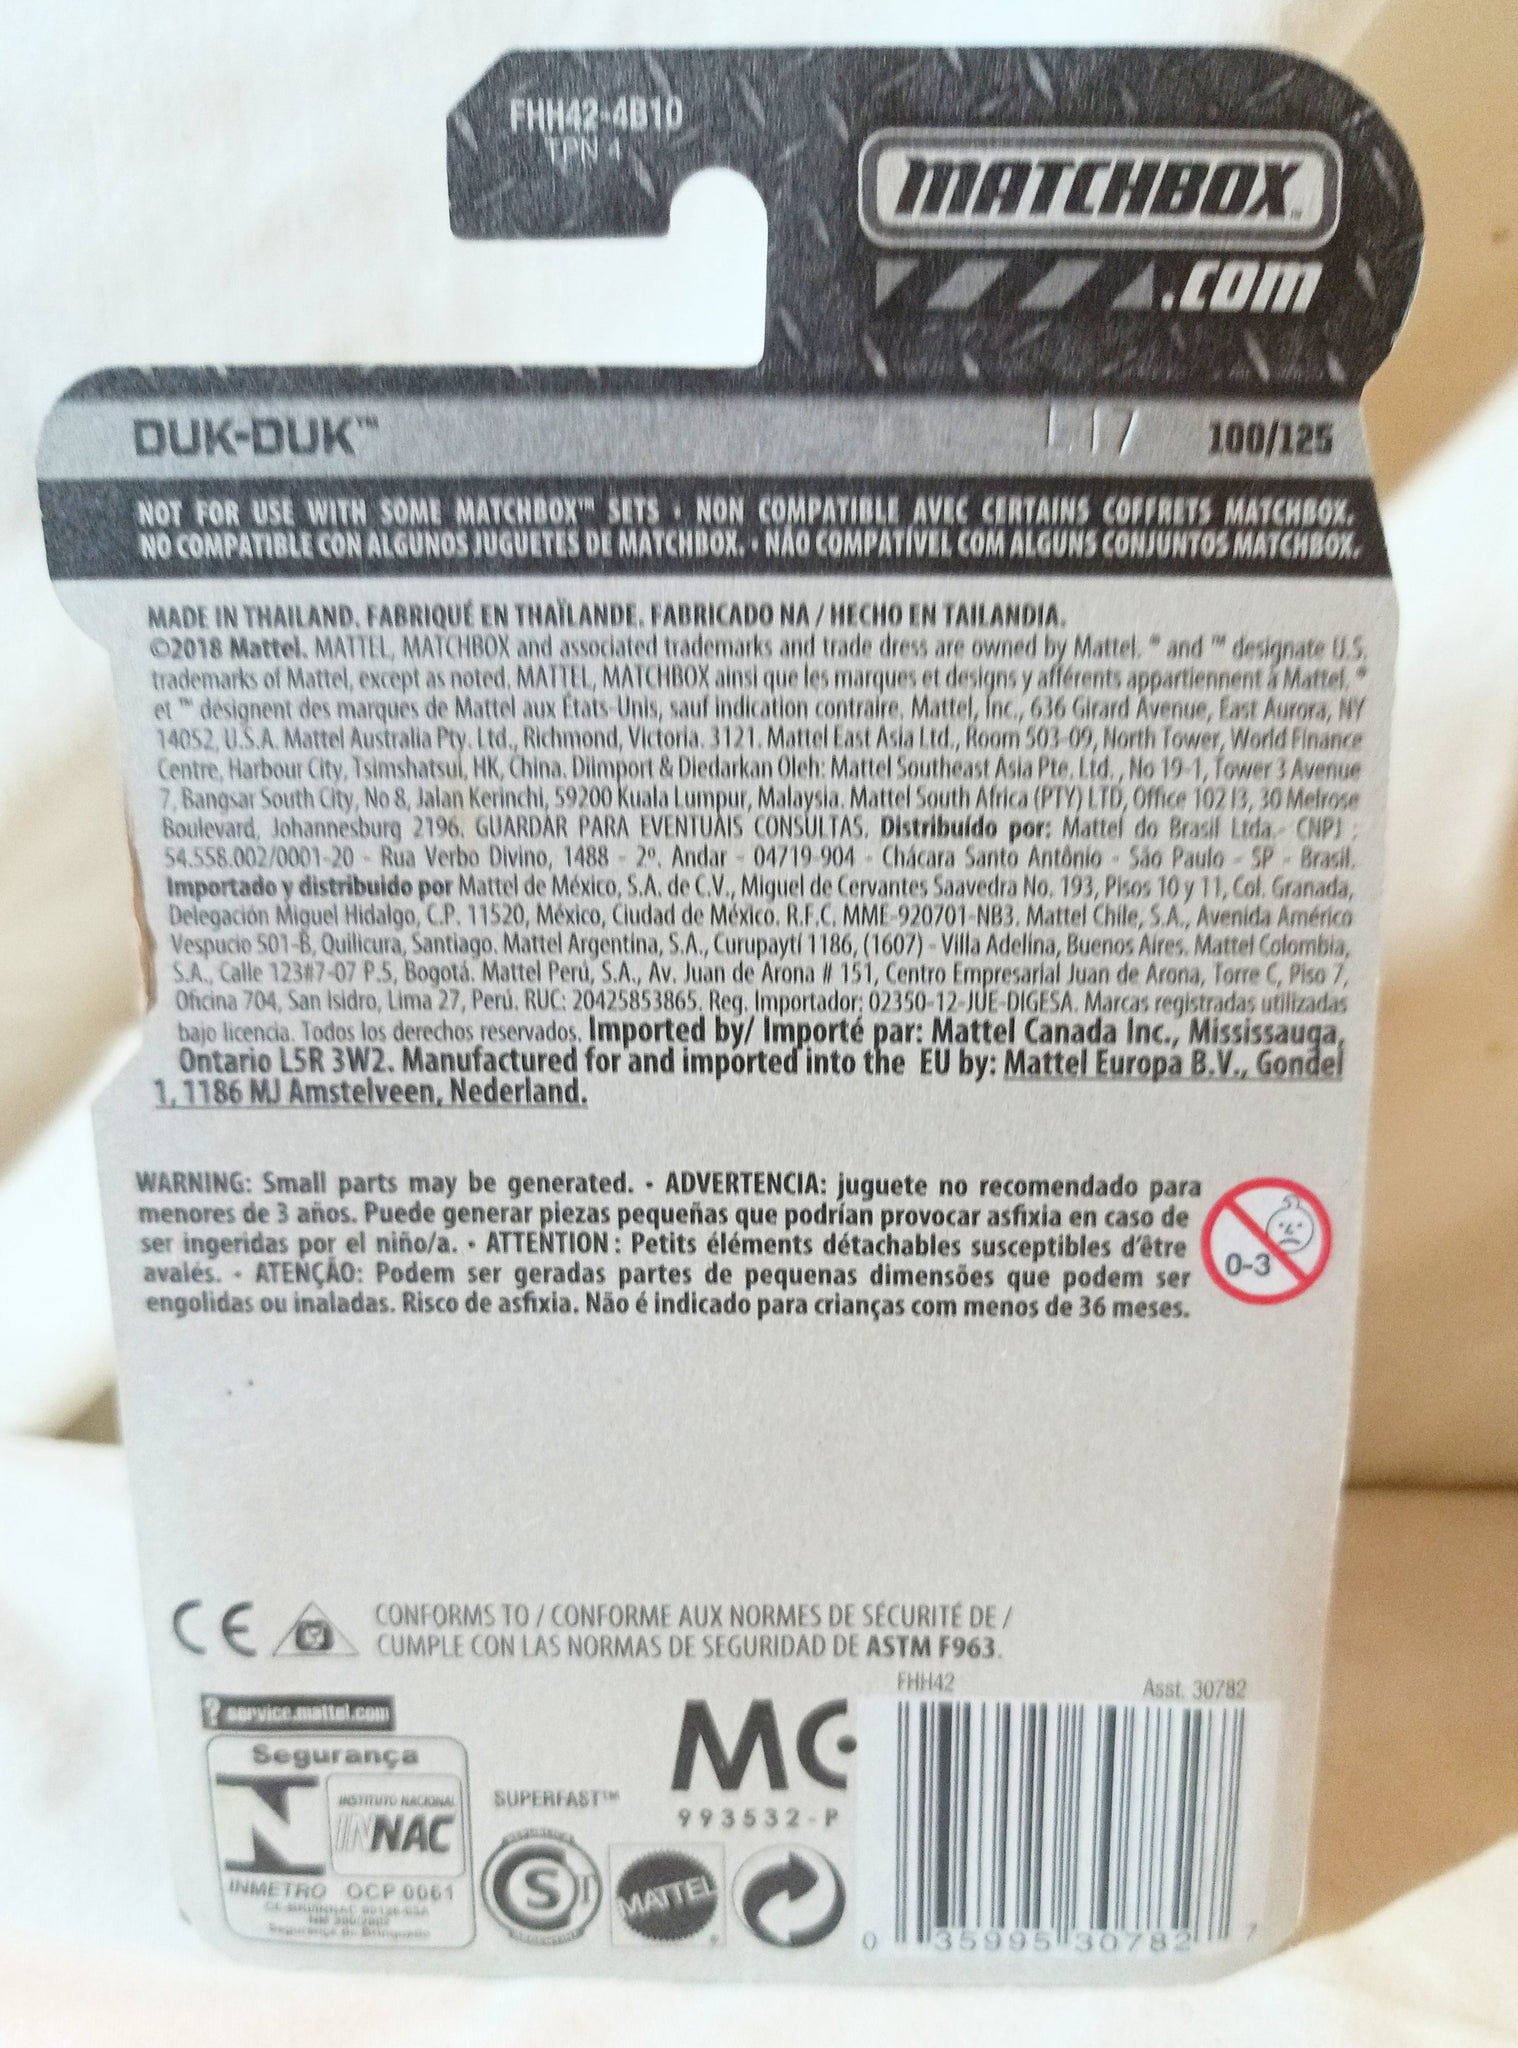 FHH42-4B10
TPN 4
MATCHBOX™
.com
DUK-DUK™
L17
100/125
NOT FOR USE WITH SOME MATCHBOX™ SETS • NON COMPATIBLE AVEC CERTAINS COFFRETS MATCHBOX.
NO COMPATIBLE CON ALGUNOS JUGUETES DE MATCHBOX. • NÃO COMPATÍVEL COM ALGUNS CONJUNTOS MATCHBOX.
MADE IN THAILAND. FABRIQUÉ EN THAÏLANDE. FABRICADO NA / HECHO EN TAILANDIA.
©2018 Mattel. MATTEL, MATCHBOX and associated trademarks and trade dress are owned by Mattel. ® and ™ designate U.S.
trademarks of Mattel, except as noted. MATTEL, MATCHBOX ainsi que les marques et designs y afférents appartiennent à Mattel. ®
et ™ désignent des marques de Mattel aux États-Unis, sauf indication contraire. Mattel, Inc., 636 Girard Avenue, East Aurora, NY
14052, U.S.A. Mattel Australia Pty. Ltd., Richmond, Victoria. 3121. Mattel East Asia Ltd., Room 503-09, North Tower, World Finance
Centre, Harbour City, Tsimshatsui, HK, China. Diimport & Diedarkan Oleh: Mattel Southeast Asia Pte. Ltd., No 19-1, Tower 3 Avenue
7, Bangsar South City, No 8, Jalan Kerinchi, 59200 Kuala Lumpur, Malaysia. Mattel South Africa (PTY) LTD, Office 102 I3, 30 Melrose
Boulevard, Johannesburg 2196. GUARDAR PARA EVENTUAIS CONSULTAS. Distribuído por: Mattel do Brasil Ltda.- CNPJ :
54.558.002/0001-20 - Rua Verbo Divino, 1488 - 2º. Andar - 04719-904 - Chácara Santo Antônio - São Paulo - SP - Brasil.
Importado y distribuido por Mattel de México, S.A. de C.V., Miguel de Cervantes Saavedra No. 193, Pisos 10 y 11, Col. Granada,
Delegación Miguel Hidalgo, C.P. 11520, México, Ciudad de México. R.F.C. MME-920701-NB3. Mattel Chile, S.A., Avenida Américo
Vespucio 501-B, Quilicura, Santiago. Mattel Argentina, S.A., Curupaytí 1186, (1607) - Villa Adelina, Buenos Aires. Mattel Colombia,
S.A., Calle 123#7-07 P.5, Bogotá. Mattel Perú, S.A., Av. Juan de Arona # 151, Centro Empresarial Juan de Arona, Torre C, Piso 7,
Oficina 704, San Isidro, Lima 27, Perú. RUC: 20425853865. Reg. Importador: 02350-12-JUE-DIGESA. Marcas registradas utilizadas
bajo licencia. Todos los derechos reservados. Imported by/ Importé par: Mattel Canada Inc., Mississauga,
Ontario L5R 3W2. Manufactured for and imported into the EU by: Mattel Europa B.V., Gondel
1, 1186 MJ Amstelveen, Nederland.
WARNING: Small parts may be generated. • ADVERTENCIA: juguete no recomendado para
menores de 3 años. Puede generar piezas pequeñas que podrían provocar asfixia en caso de
ser ingeridas por el niño/a. • ATTENTION : Petits éléments détachables susceptibles d'être
avalés. • ATENÇÃO: Podem ser geradas partes de pequenas dimensões que podem ser
engolidas ou inaladas. Risco de asfixia. Não é indicado para crianças com menos de 36 meses.
0-3
CE
CONFORMS TO / CONFORME AUX NORMES DE SÉCURITÉ DE /
CUMPLE CON LAS NORMAS DE SEGURIDAD DE ASTM F963.
FHH42
Asst. 30782
? service.mattel.com
Segurança
INSTITUTO NACIONAL
INNAC
INMETRO OCP 0061
NM 300/2002
Segurança do Brinquedo
SUPERFAST™
S
MC
993532-P
MATTEL
0 35995 30782 7